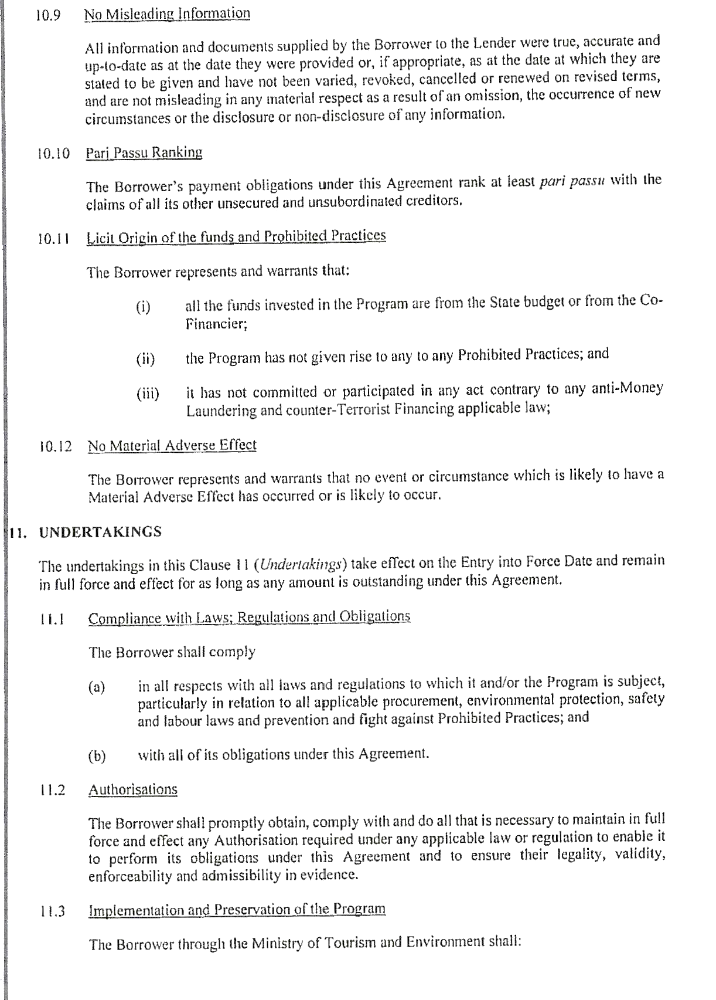 10.9 No Misleading Information
All information and documents supplied by the Borrower to the Lender were true, accurate and
up-to-date as at the date they were provided or, if appropriate, as at the date at which they are
stated to be given and have not been varied, revoked, cancelled or renewed on revised terms,
and are not misleading in any material respect as a result of an omission, the occurrence of new
circumstances or the disclosure or non-disclosure of any information.
10.10 Pari Passu Ranking
The Borrower's payment obligations under this Agreement rank at least pari passu with the
claims of all its other unsecured and unsubordinated creditors.
10.11 Licit Origin of the funds and Prohibited Practices
The Borrower represents and warrants that:
(i) all the funds invested in the Program are from the State budget or from the Co-
Financier;
(ii) the Program has not given rise to any to any Prohibited Practices; and
(iii) it has not committed or participated in any act contrary to any anti-Money
Laundering and counter-Terrorist Financing applicable law;
10.12 No Material Adverse Effect
The Borrower represents and warrants that no event or circumstance which is likely to have a
Material Adverse Effect has occurred or is likely to occur.
11. UNDERTAKINGS
The undertakings in this Clause 11 (Undertakings) take effect on the Entry into Force Date and remain
in full force and effect for as long as any amount is outstanding under this Agreement.
11.1 Compliance with Laws; Regulations and Obligations
The Borrower shall comply
(a) in all respects with all laws and regulations to which it and/or the Program is subject,
particularly in relation to all applicable procurement, environmental protection, safety
and labour laws and prevention and fight against Prohibited Practices; and
(b) with all of its obligations under this Agreement.
11.2 Authorisations
The Borrower shall promptly obtain, comply with and do all that is necessary to maintain in full
force and effect any Authorisation required under any applicable law or regulation to enable it
to perform its obligations under this Agreement and to ensure their legality, validity,
enforceability and admissibility in evidence.
11.3 Implementation and Preservation of the Program
The Borrower through the Ministry of Tourism and Environment shall: